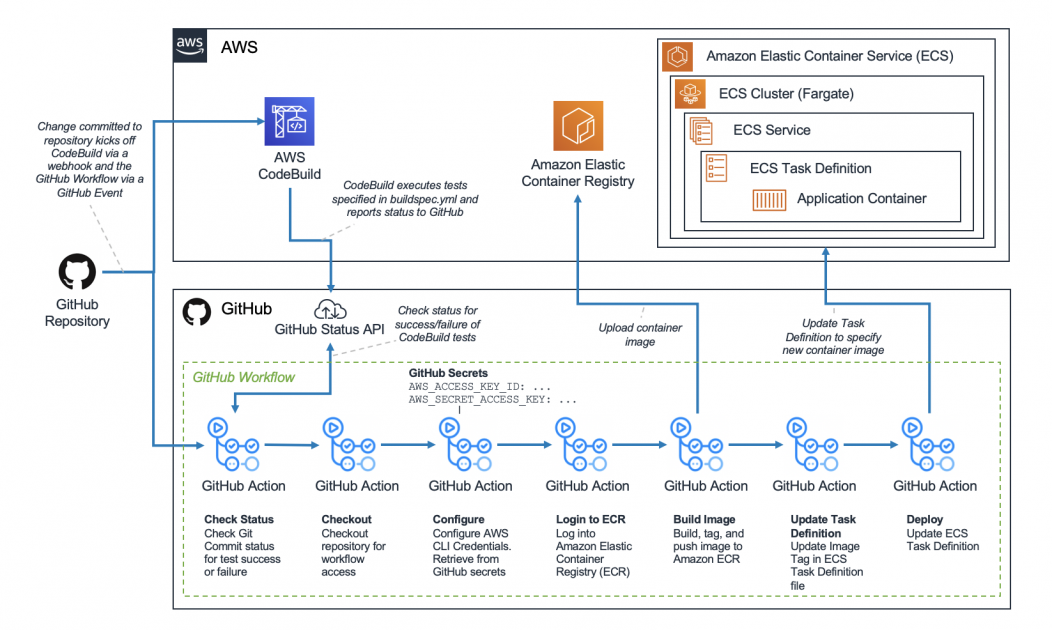 aws
AWS
Amazon Elastic Container Service (ECS)
ECS Cluster (Fargate)
ECS Service
ECS Task Definition
Application Container
AWS
CodeBuild
Amazon Elastic
Container Registry
Change committed to
repository kicks off
CodeBuild via a
webhook and the
GitHub Workflow via a
GitHub Event
CodeBuild executes tests
specified in buildspec.yml and
reports status to GitHub
GitHub
Repository
GitHub
GitHub Status API
Check status for
success/failure of
CodeBuild tests
Upload container
image
Update Task
Definition to specify
new container image
GitHub Workflow
GitHub Secrets
AWS_ACCESS_KEY_ID: ...
AWS_SECRET_ACCESS_KEY: ...
GitHub Action
GitHub Action
GitHub Action
GitHub Action
GitHub Action
GitHub Action
GitHub Action
Check Status
Check Git
Commit status
for test success
or failure
Checkout
Checkout
repository for
workflow
access
Configure
Configure AWS
CLI Credentials.
Retrieve from
GitHub secrets
Login to ECR
Log into
Amazon Elastic
Container
Registry (ECR)
Build Image
Build, tag, and
push image to
Amazon ECR
Update Task
Definition
Update Image
Tag in ECS
Task Definition
file
Deploy
Update ECS
Task Definition